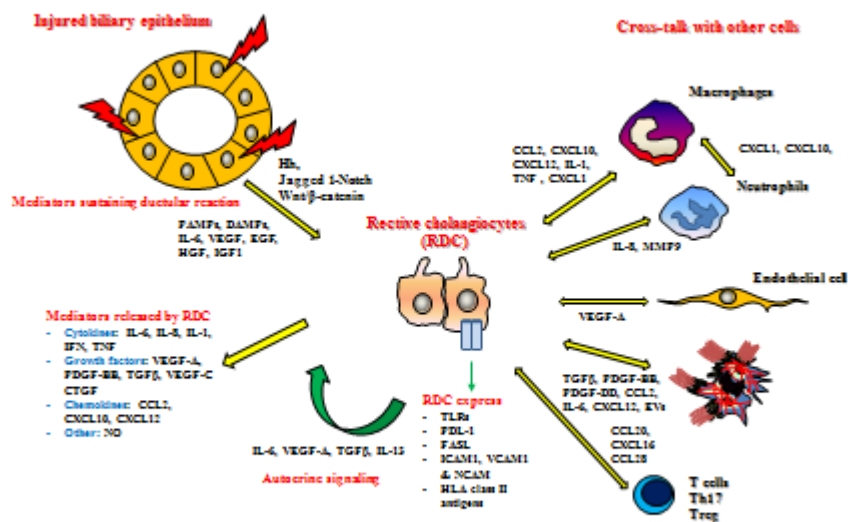 Injured biliary epithelium
Cross-talk with other cells
Macrophages
CCL2, CXCL10,
CXCL12, IL-1,
TNF , CXCL1
CXCL1, CXCL10,
Neutrophils
Hh,
Jagged 1-Notch
Wnt/β-catenin
Mediators sustaining ductular reaction
PAMPs, DAMPs,
IL-6, VEGF, EGF,
HGF, IGF1
Rective cholangiocytes
(RDC)
IL-8, MMP9
Endothelial cell
VEGF-A
Mediators released by RDC
- Cytokines: IL-6, IL-8, IL-1,
IFN, TNF
- Growth factors: VEGF-A,
PDGF-BB, TGFβ, VEGF-C
CTGF
- Chemokines: CCL2,
CXCL10, CXCL12
- Other: NO
TGFβ, PDGF-BB,
PDGF-DD, CCL2,
IL-6, CXCL12, EVs
RDC express
- TLRs
- PDL-1
- FASL
- ICAM1, VCAM1
& NCAM
- HLA class II
antigens
IL-6, VEGF-A, TGFβ, IL-13
Autocrine signaling
CCL20,
CXCL16
CCL28
T cells
Th17
Treg